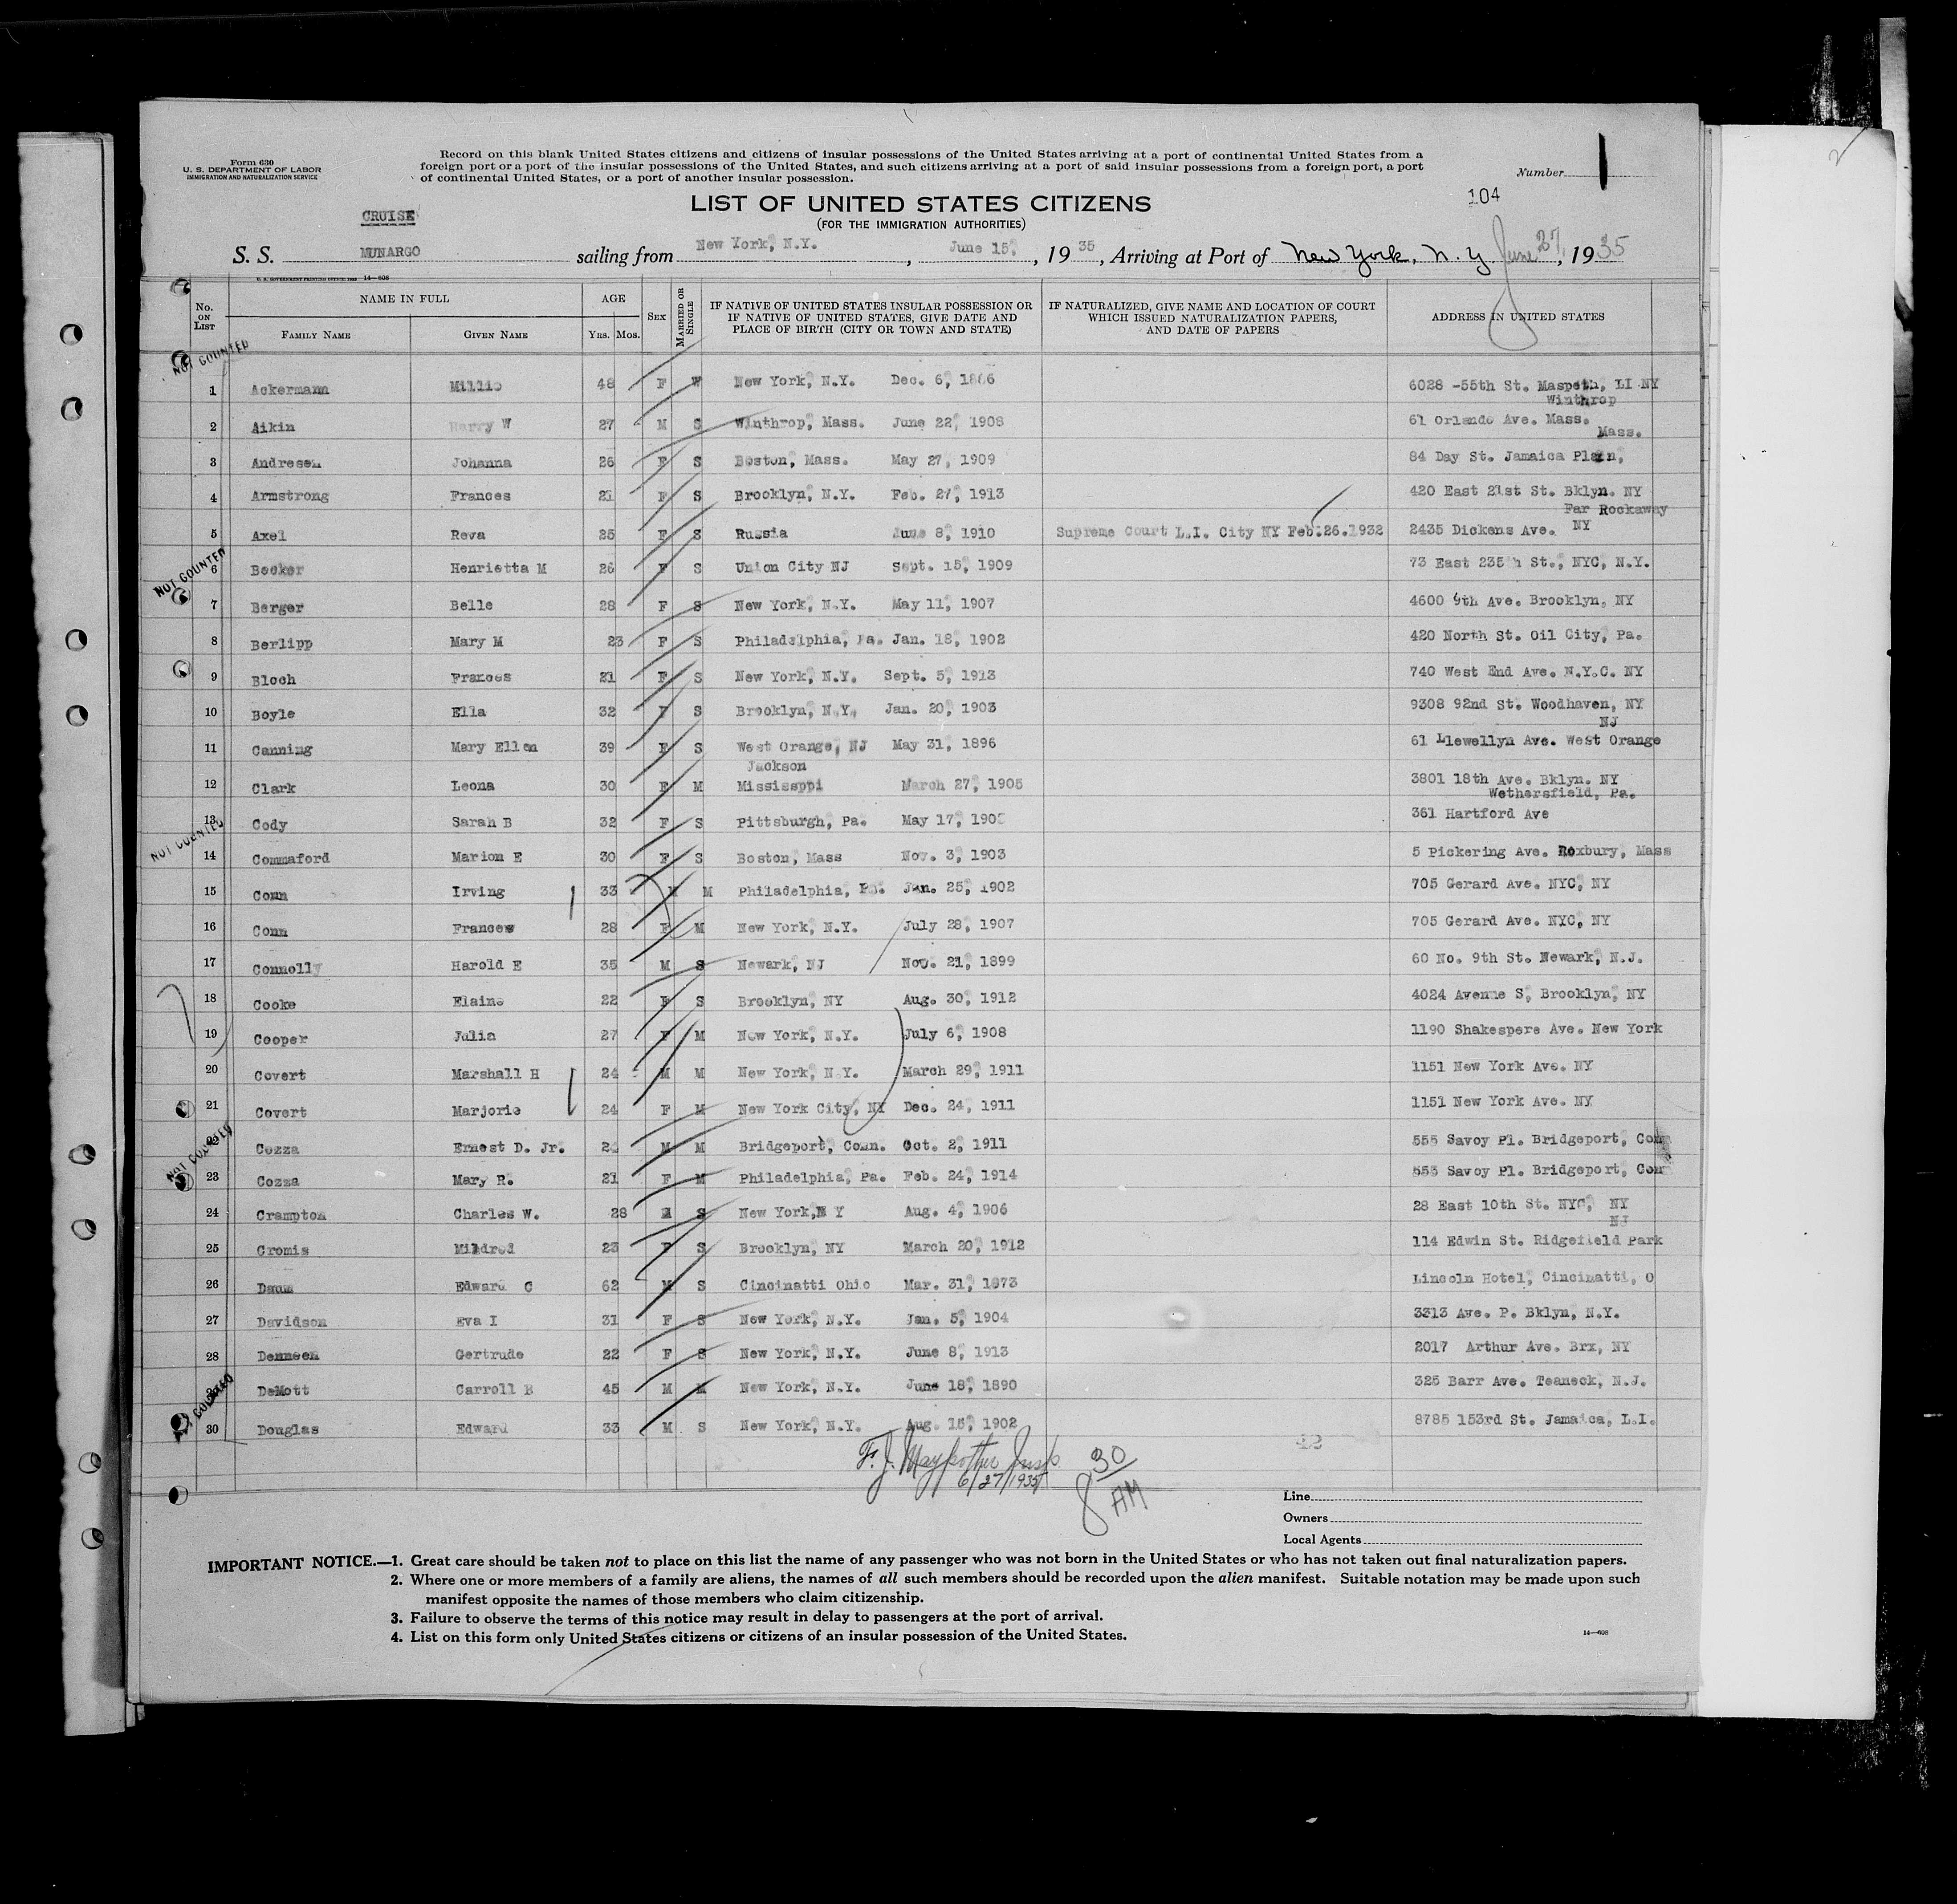 Form 630
U. S. DEPARTMENT OF LABOR
IMMIGRATION AND NATURALIZATION SERVICE
Record on this blank United States citizens and citizens of insular possessions of the United States arriving at a port of continental United States from a
foreign port or a port of the insular possessions of the United States, and such citizens arriving at a port of said insular possessions from a foreign port, a port
of continental United States, or a port of another insular possession.
Number
104
LIST OF UNITED STATES CITIZENS
(FOR THE IMMIGRATION AUTHORITIES)
CRUISE
S. S. MUNARGO sailing from New York, N.Y., June 15, 1935, Arriving at Port of New York, N.Y. June 27, 1935
U. S. GOVERNMENT PRINTING OFFICE 14—608
No. ON LIST NAME IN FULL FAMILY NAME GIVEN NAME AGE YRS. MOS. SEX MARRIED OR SINGLE IF NATIVE OF UNITED STATES INSULAR POSSESSION OR IF NATIVE OF UNITED STATES, GIVE DATE AND PLACE OF BIRTH (CITY OR TOWN AND STATE) IF NATURALIZED, GIVE NAME AND LOCATION OF COURT WHICH ISSUED NATURALIZATION PAPERS, AND DATE OF PAPERS ADDRESS IN UNITED STATES
NOT COUNTED
1 Ackermann Millie 48 F W New York, N.Y. Dec. 6, 1886 6028 -55th St. Maspeth, LI NY
Winthrop
2 Aikin Harry W 27 M S Winthrop, Mass. June 22, 1908 61 Orlando Ave. Mass.
Mass.
3 Andresen Johanna 26 F S Boston, Mass. May 27, 1909 84 Day St. Jamaica Plain,
4 Armstrong Frances 21 F S Brooklyn, N.Y. Feb. 27, 1913 420 East 21st St. Bklyn. NY
Far Rockaway
5 Axel Reva 25 F S Russia June 8, 1910 Supreme Court L.I. City NY Feb.26.1932 2435 Dickens Ave. NY
NOT COUNTED
6 Becker Henrietta M 26 F S Union City NJ Sept. 15, 1909 73 East 235th St., NYC, N.Y.
7 Berger Belle 28 F S New York, N.Y. May 11, 1907 4600 9th Ave. Brooklyn, NY
8 Berlipp Mary M 23 F S Philadelphia, Pa. Jan. 18, 1902 420 North St. Oil City, Pa.
9 Bloch Frances 21 F S New York, N.Y. Sept. 5, 1913 740 West End Ave. N.Y.C. NY
10 Boyle Ella 32 F S Brooklyn, N.Y. Jan. 20, 1903 9308 92nd St. Woodhaven, NY
NJ
11 Canning Mary Ellen 39 F S West Orange, NJ May 31, 1896 61 Llewellyn Ave. West Orange
Jackson
12 Clark Leona 30 F M Mississppi March 27, 1905 3801 18th Ave. Bklyn. NY
Wethersfield, Pa.
13 Cody Sarah B 32 F S Pittsburgh, Pa. May 17, 190 361 Hartford Ave
NOT COUNTED
14 Commaford Marion E 30 F S Boston, Mass Nov. 3, 1903 5 Pickering Ave. Roxbury, Mass
15 Conn Irving 33 M M Philadelphia, Pa. Jan. 25, 1902 705 Gerard Ave. NYC, NY
16 Conn Frances 28 F M New York, N.Y. July 28, 1907 705 Gerard Ave. NYC, NY
17 Connolly Harold E 35 M S Newark, NJ Nov. 21, 1899 60 No. 9th St. Newark, N.J.
18 Cooke Elaine 22 F S Brooklyn, NY Aug. 30, 1912 4024 Avenue S, Brooklyn, NY
19 Cooper Julia 27 F M New York, N.Y. July 6, 1908 1190 Shakespere Ave. New York
20 Covert Marshall H 24 M M New York, N.Y. March 29, 1911 1151 New York Ave. NY
21 Covert Marjorie 24 F M New York City, NY Dec. 24, 1911 1151 New York Ave. NY
NOT COUNTED
22 Cozza Ernest D. Jr. 24 M M Bridgeport, Conn. Oct. 2, 1911 555 Savoy Pl. Bridgeport, Conn
23 Cozza Mary R. 21 F M Philadelphia, Pa. Feb. 24, 1914 555 Savoy Pl. Bridgeport, Conn
24 Crampton Charles W. 28 M S New York,N Y Aug. 4, 1906 28 East 10th St. NYC, NY
NJ
25 Cromis Mildred 23 F S Brooklyn, NY March 20, 1912 114 Edwin St. Ridgefield Park
26 Daum Edward C 62 M S Cincinatti Ohio Mar. 31, 1873 Lincoln Hotel, Cincinatti, O
27 Davidson Eva I 31 F S New York, N.Y. Jan. 5, 1904 3313 Ave. P. Bklyn, N.Y.
28 Denneen Gertrude 22 F S New York, N.Y. June 8, 1913 2017 Arthur Ave. Brx, NY
29 DeMott Carroll B 45 M M New York, N.Y. June 18, 1890 325 Barr Ave. Teaneck, N.J.
NOT COUNTED
30 Douglas Edward 33 M S New York, N.Y. Aug. 15, 1902 8785 153rd St. Jamaica, L.I.
F. J. Insp.
6/27/1935
8 30
AM
Line
Owners
Local Agents
IMPORTANT NOTICE.—1. Great care should be taken not to place on this list the name of any passenger who was not born in the United States or who has not taken out final naturalization papers.
2. Where one or more members of a family are aliens, the names of all such members should be recorded upon the alien manifest. Suitable notation may be made upon such
manifest opposite the names of those members who claim citizenship.
3. Failure to observe the terms of this notice may result in delay to passengers at the port of arrival.
4. List on this form only United States citizens or citizens of an insular possession of the United States.
14—608